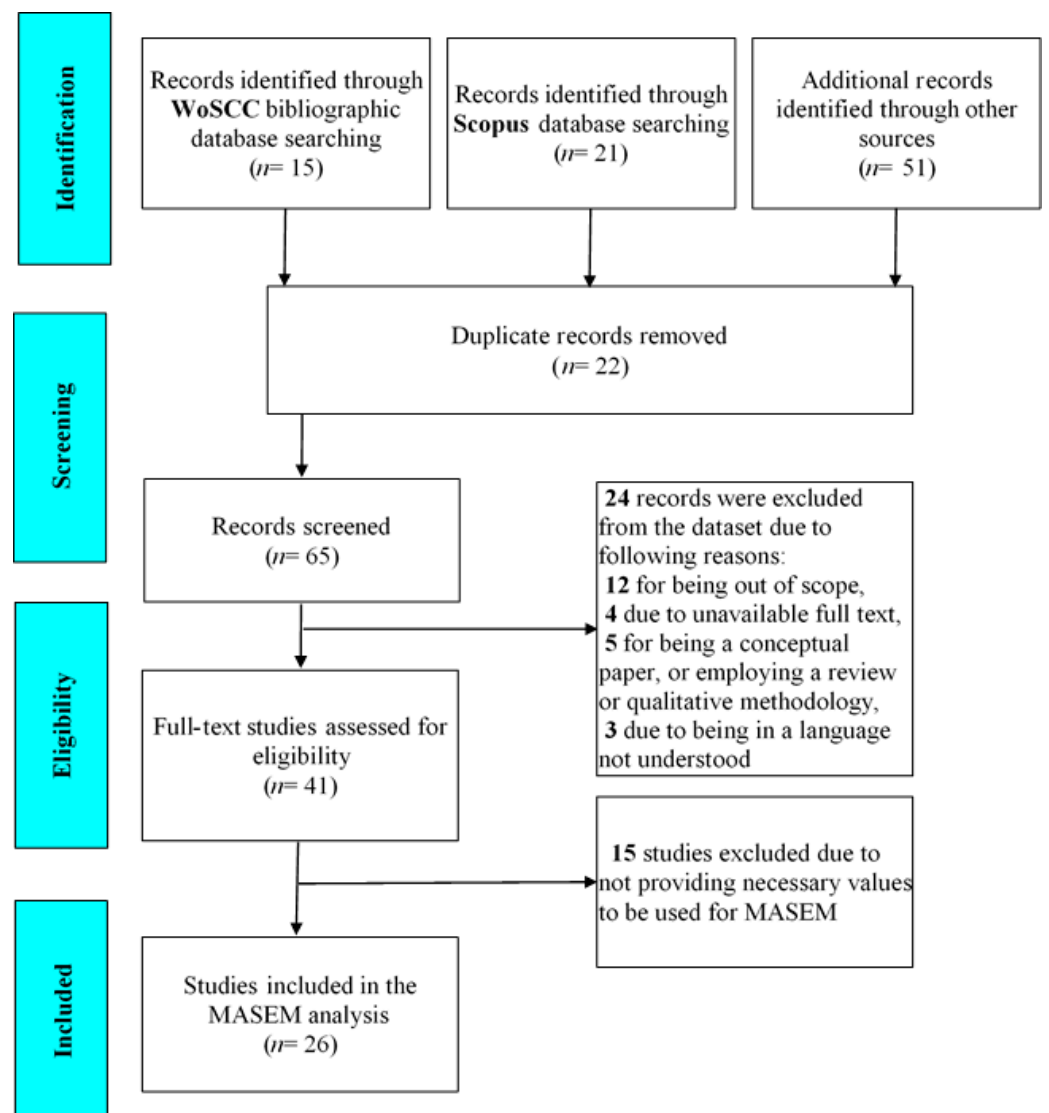 Identification
Records identified through
WoSCC bibliographic
database searching
(n= 15)
Records identified through
Scopus database searching
(n= 21)
Additional records
identified through other
sources
(n= 51)
Screening
Duplicate records removed
(n= 22)
Records screened
(n= 65)
24 records were excluded
from the dataset due to
following reasons:
12 for being out of scope,
4 due to unavailable full text,
5 for being a conceptual
paper, or employing a review
or qualitative methodology,
3 due to being in a language
not understood
Eligibility
Full-text studies assessed for
eligibility
(n= 41)
15 studies excluded due to
not providing necessary values
to be used for MASEM
Included
Studies included in the
MASEM analysis
(n= 26)